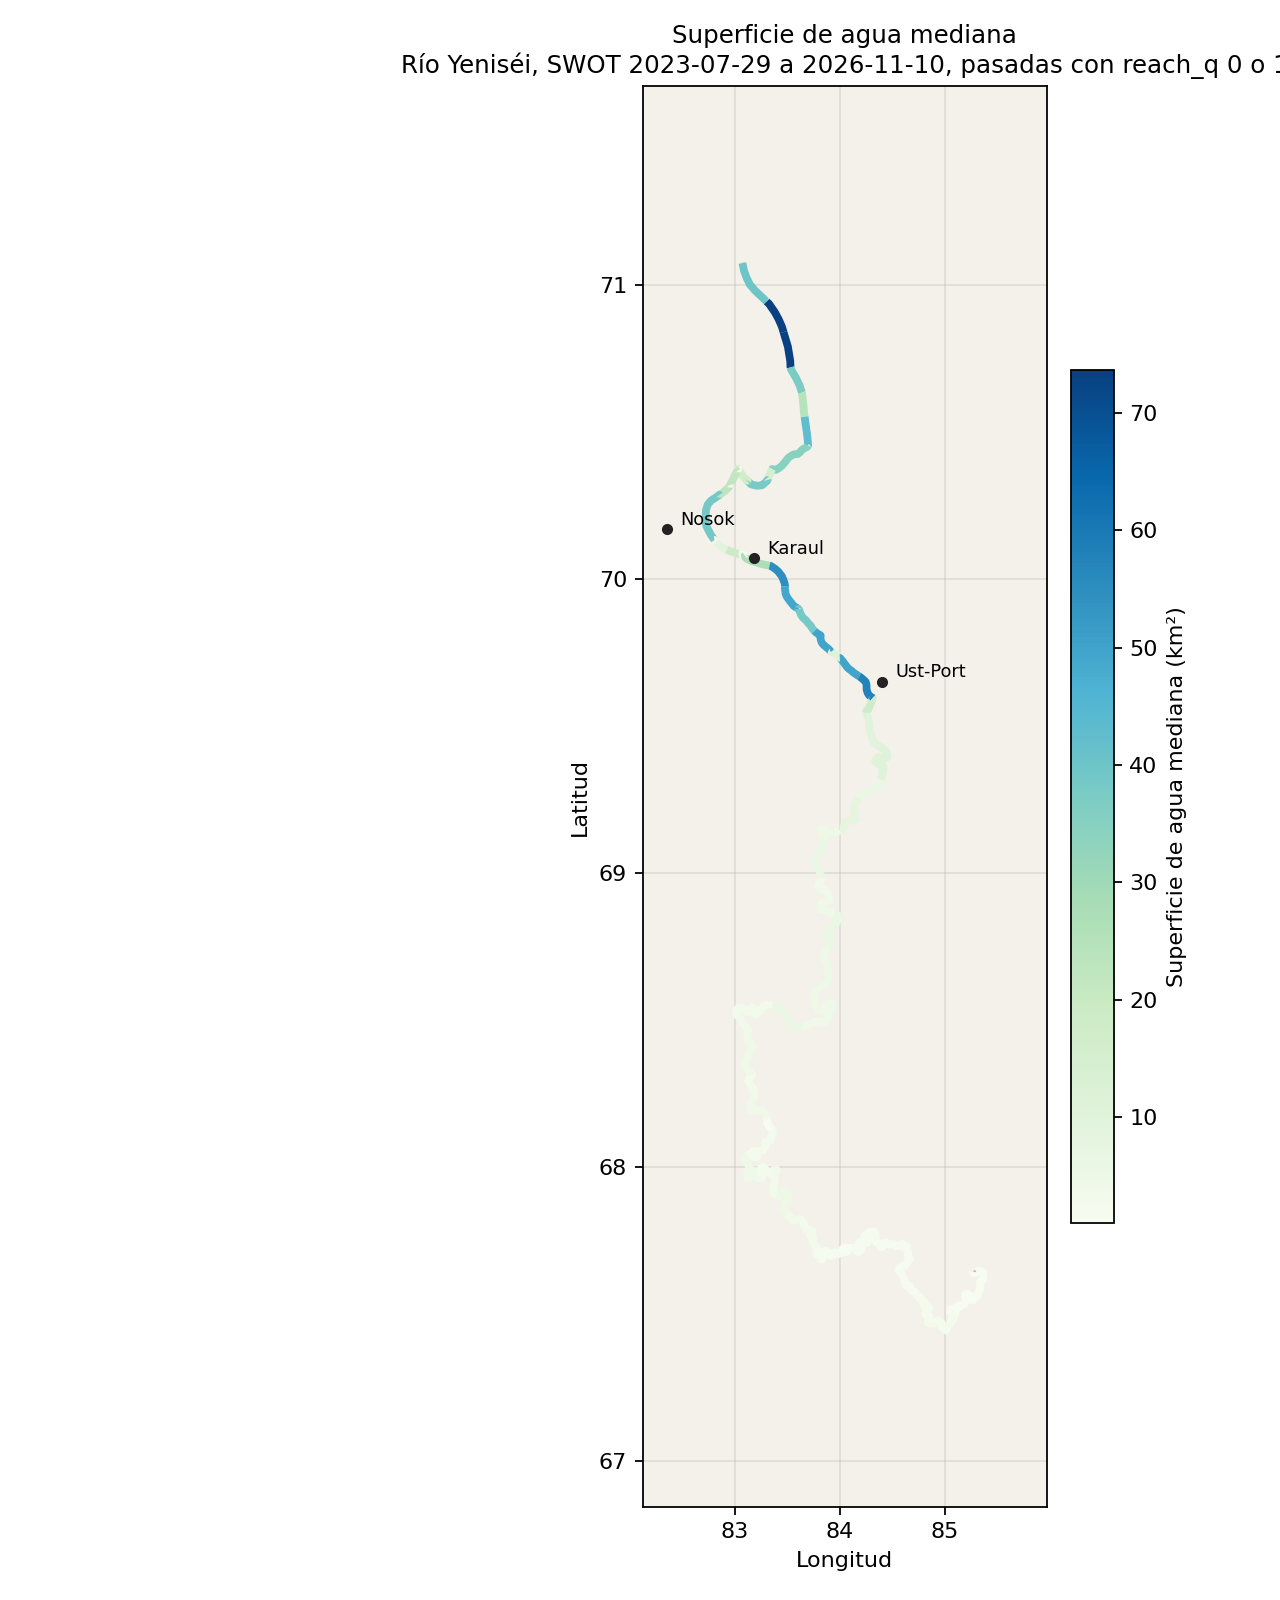 Superficie de agua mediana
Río Yeniséi, SWOT 2023-07-29 a 2026-11-10, pasadas con reach_q 0 o 1
71
70
69
68
67
Latitud
Nosok
Karaul
Ust-Port
83
84
85
Longitud
70
60
50
40
30
20
10
Superficie de agua mediana (km²)